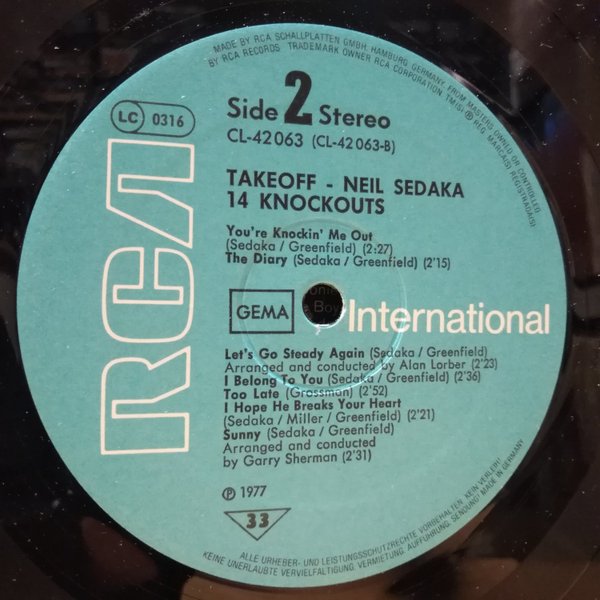 MADE BY RCA SCHALLPLATTEN GMBH, HAMBURG, GERMANY, FROM MASTERS OWNED OR CONTROLLED
BY RCA RECORDS TRADEMARK OWNER RCA CORPORATION TM(S) ® REG. MARCA(S) REGISTRADA(S)
Side 2 Stereo
CL-42063 (CL-42063-B)
LC 0316
RCA
TAKEOFF - NEIL SEDAKA
14 KNOCKOUTS
You're Knockin' Me Out
(Sedaka / Greenfield) (2:27)
The Diary (Sedaka / Greenfield) (2'15)
GEMA
International
Let's Go Steady Again (Sedaka / Greenfield)
Arranged and conducted by Alan Lorber (2'23)
I Belong To You (Sedaka / Greenfield) (2'36)
Too Late (Grossman) (2'52)
I Hope He Breaks Your Heart
(Sedaka / Miller / Greenfield) (2'21)
Sunny (Sedaka / Greenfield)
Arranged and conducted
by Garry Sherman (2'31)
℗ 1977
33
ALLE URHEBER- UND LEISTUNGSSCHUTZRECHTE VORBEHALTEN. KEIN VERLEIH!
KEINE UNERLAUBTE VERVIELFÄLTIGUNG, VERMIETUNG, AUFFÜHRUNG, SENDUNG! MADE IN GERMANY